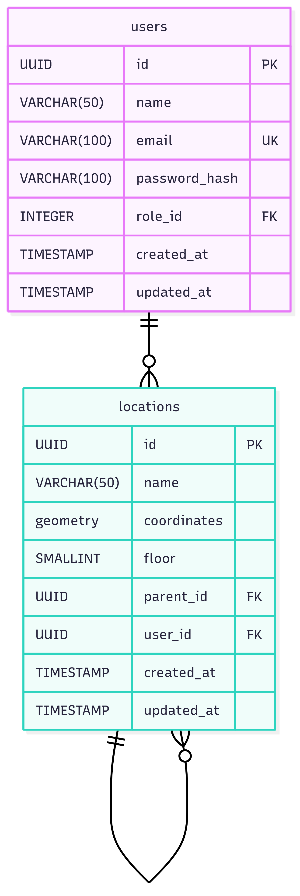 users
UUID id PK
VARCHAR(50) name
VARCHAR(100) email UK
VARCHAR(100) password_hash
INTEGER role_id FK
TIMESTAMP created_at
TIMESTAMP updated_at
locations
UUID id PK
VARCHAR(50) name
geometry coordinates
SMALLINT floor
UUID parent_id FK
UUID user_id FK
TIMESTAMP created_at
TIMESTAMP updated_at